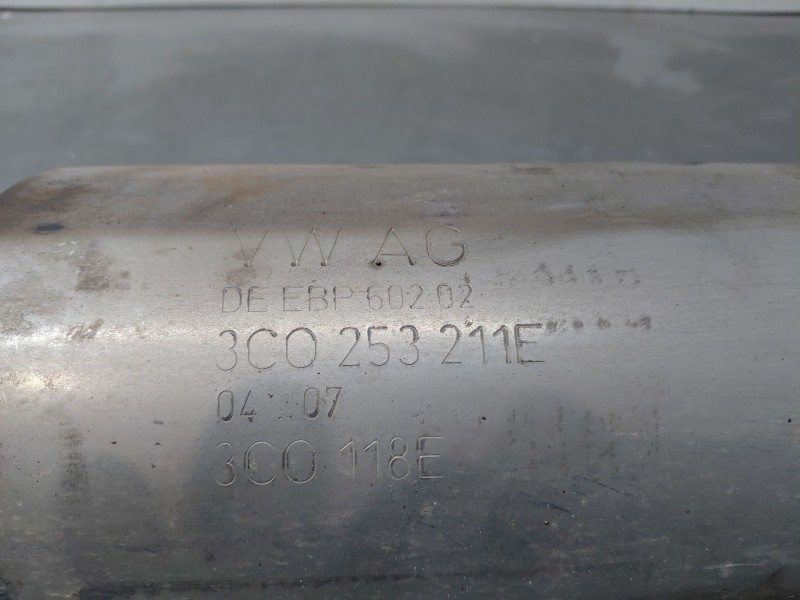 VW AG
DE EBP 602 02
3C0 253 211E
04 07
3C0 118E